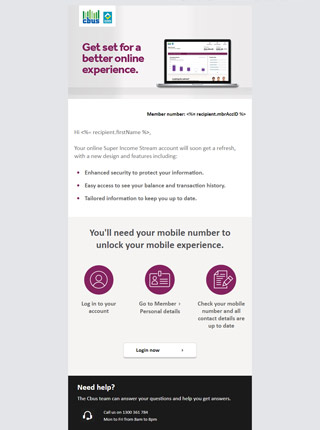 cbus
Get set for a
better online
experience.
Member number: <%= recipient.mbrAccID %>
Hi <%= recipient.firstName %>,
Your online Super Income Stream account will soon get a refresh,
with a new design and features including:
• Enhanced security to protect your information.
• Easy access to see your balance and transaction history.
• Tailored information to keep you up to date.
You'll need your mobile number to
unlock your mobile experience.
Log in to your
account
Go to Member >
Personal details
Check your mobile
number and all
contact details are
up to date
Login now >
Need help?
The Cbus team can answer your questions and help you get answers.
Call us on 1300 361 784
Mon to Fri from 8am to 8pm